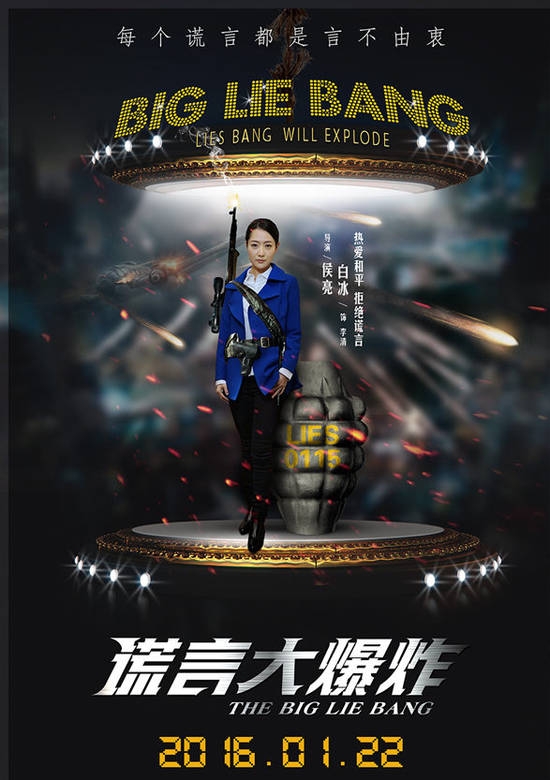 每个谎言都是言不由衷
BIG LIE BANG
LIES BANG WILL EXPLODE
热爱和平 拒绝谎言
白冰/饰 李清
导演/侯亮
LIES
0115
谎言大爆炸
THE BIG LIE BANG
2016.01.22